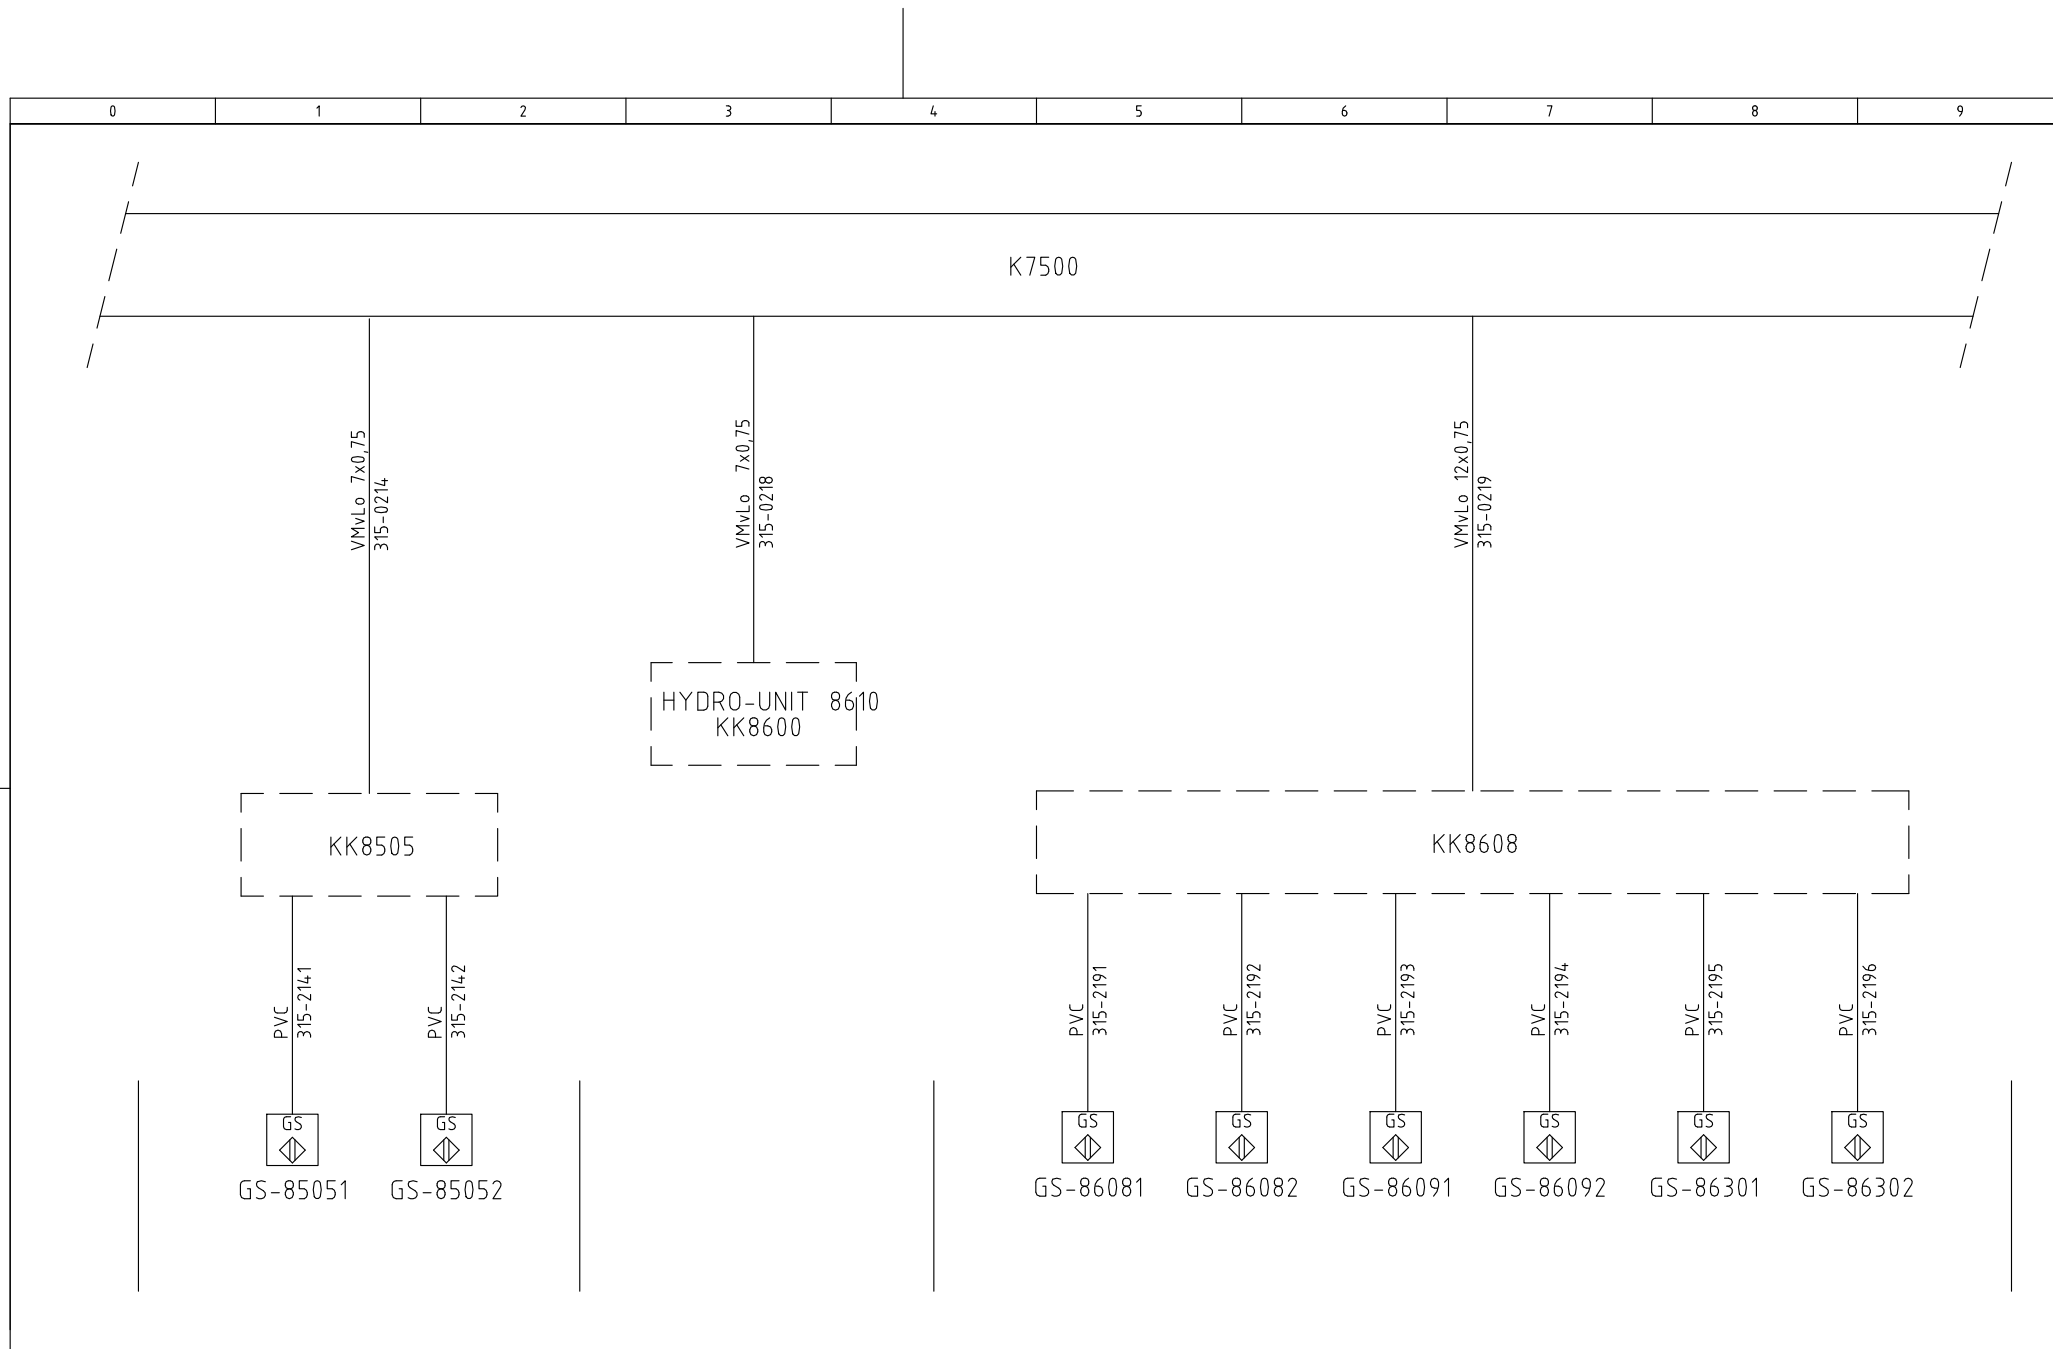 0 1 2 3 4 5 6 7 8 9
K7500
VMvLo 7x0,75
315-0214
VMvLo 7x0,75
315-0218
VMvLo 12x0,75
315-0219
HYDRO-UNIT 8610
KK8600
KK8505
KK8608
PVC
315-2141
PVC
315-2142
PVC
315-2191
PVC
315-2192
PVC
315-2193
PVC
315-2194
PVC
315-2195
PVC
315-2196
GS GS GS GS GS GS GS GS
GS-85051 GS-85052 GS-86081 GS-86082 GS-86091 GS-86092 GS-86301 GS-86302